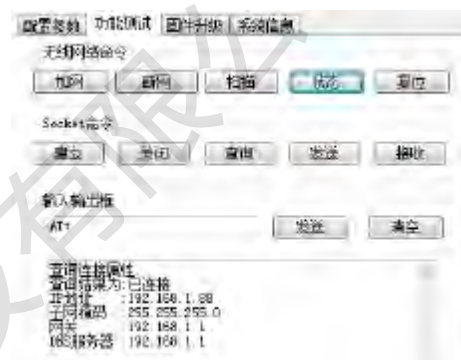 配置参数 功能测试 固件升级 系统信息
无线网络命令
加网 断网 扫描 状态 复位
Socket命令
建立 关闭 查询 发送 接收
输入输出框
AT+ 发送 清空
查询连接属性
查询结果为:已连接
IP地址 :192.168.1.88
子网掩码 :255.255.255.0
网关 :192.168.1.1
DNS服务器 :192.168.1.1